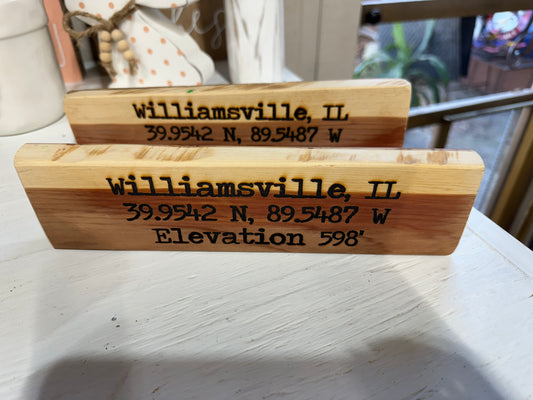 Williamsville, IL
39.9542 N, 89.5487 W
Williamsville, IL
39.9542 N, 89.5487 W
Elevation 598'